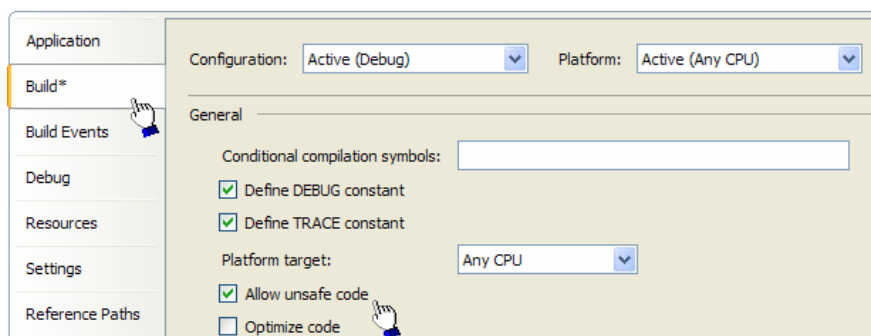 Application
Build*
Build Events
Debug
Resources
Settings
Reference Paths
Configuration: Active (Debug) Platform: Active (Any CPU)
General
Conditional compilation symbols:
Define DEBUG constant
Define TRACE constant
Platform target: Any CPU
Allow unsafe code
Optimize code